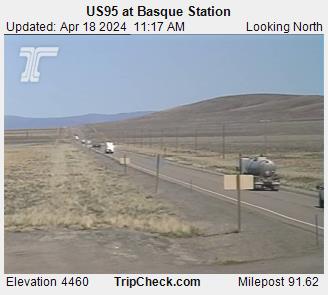 US95 at Basque Station
Updated: Apr 18 2024 11:17 AM Looking North
Elevation 4460 TripCheck.com Milepost 91.62